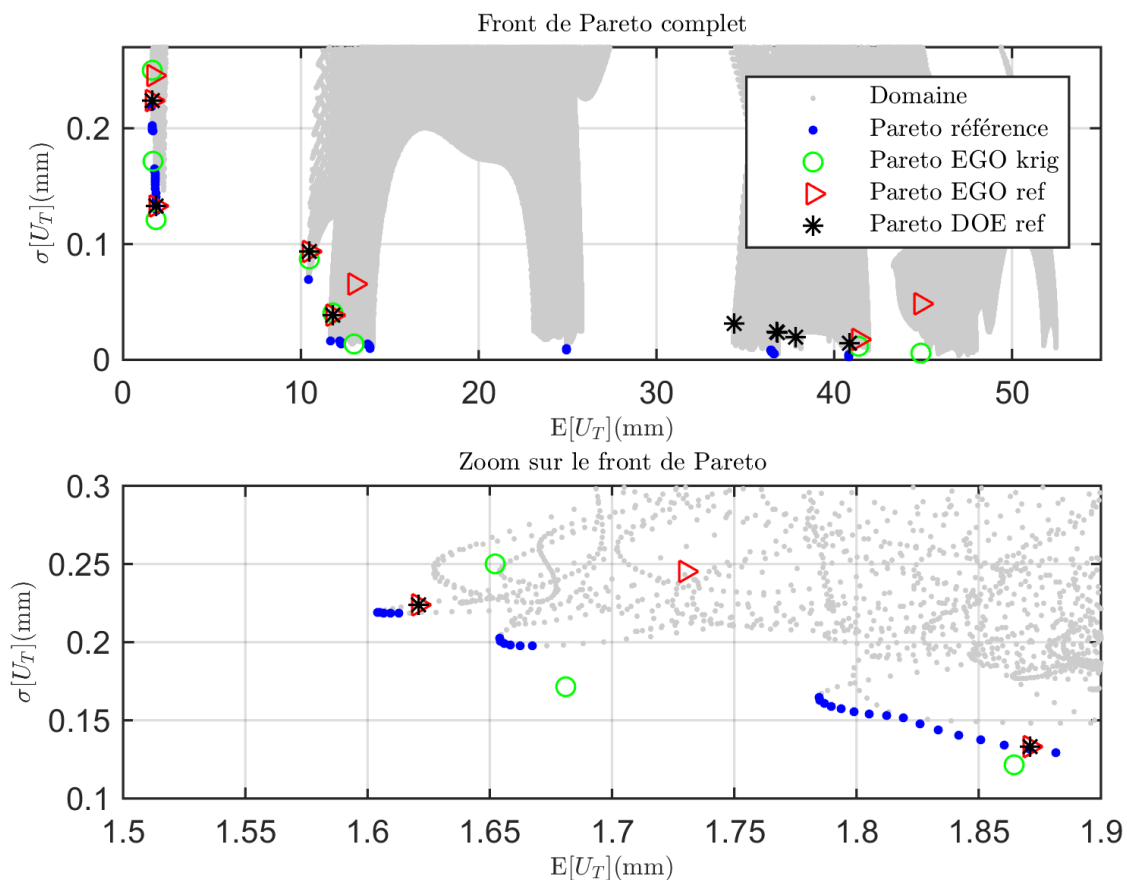 Front de Pareto complet
σ[U_T](mm)
0.2
0.1
0
Domaine
Pareto référence
Pareto EGO krig
Pareto EGO ref
Pareto DOE ref
0 10 20 30 40 50
E[U_T](mm)
Zoom sur le front de Pareto
σ[U_T](mm)
0.3
0.25
0.2
0.15
0.1
1.5 1.55 1.6 1.65 1.7 1.75 1.8 1.85 1.9
E[U_T](mm)